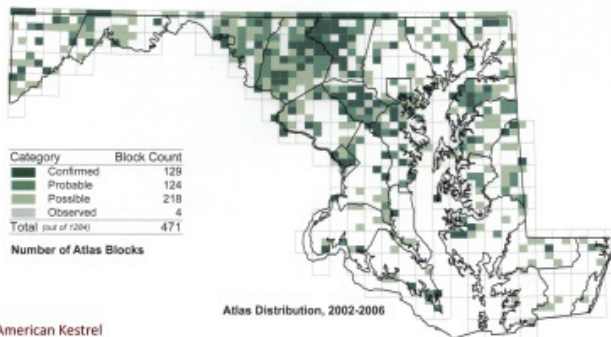 Category Block Count
Confirmed 129
Probable 124
Possible 218
Observed 4
Total (out of 1284) 471
Number of Atlas Blocks
Atlas Distribution, 2002-2006
American Kestrel